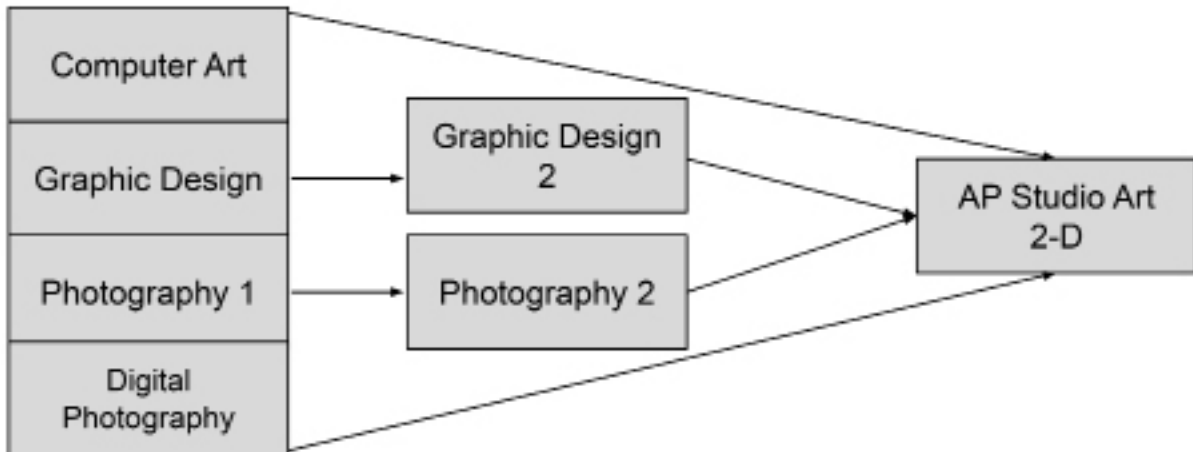 Computer Art
Graphic Design
Photography 1
Digital
Photography
Graphic Design
2
Photography 2
AP Studio Art
2-D